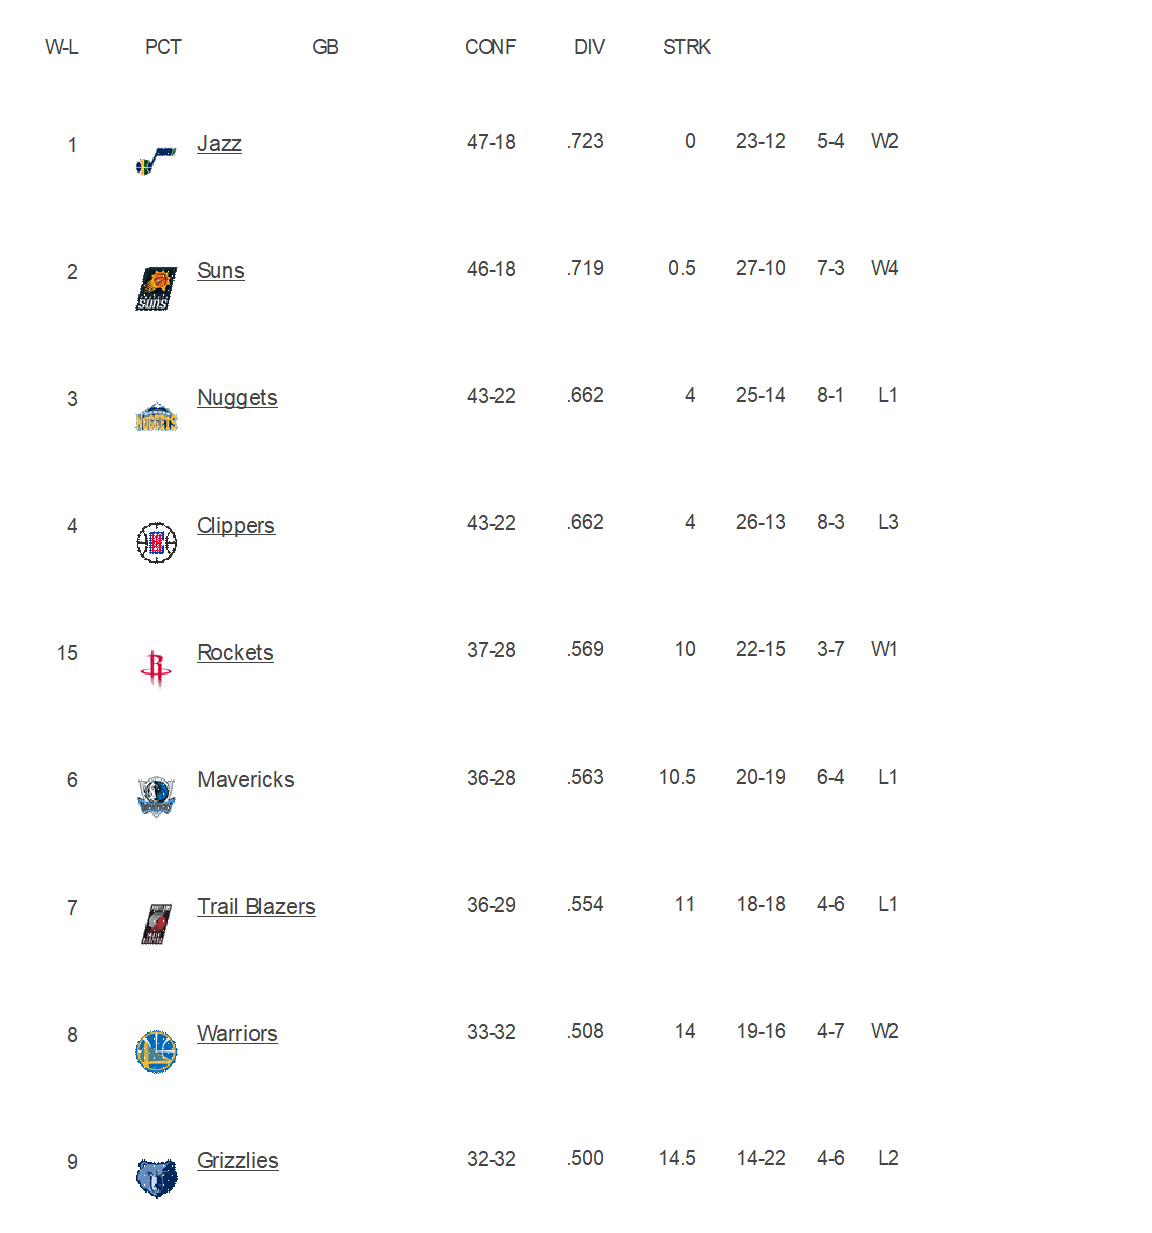 W-L PCT GB CONF DIV STRK
1 Jazz 47-18 .723 0 23-12 5-4 W2
2 SUNS Suns 46-18 .719 0.5 27-10 7-3 W4
3 NUGGETS Nuggets 43-22 .662 4 25-14 8-1 L1
4 Clippers 43-22 .662 4 26-13 8-3 L3
15 Rockets 37-28 .569 10 22-15 3-7 W1
6 Mavericks 36-28 .563 10.5 20-19 6-4 L1
7 Trail Blazers 36-29 .554 11 18-18 4-6 L1
8 Warriors 33-32 .508 14 19-16 4-7 W2
9 Grizzlies 32-32 .500 14.5 14-22 4-6 L2